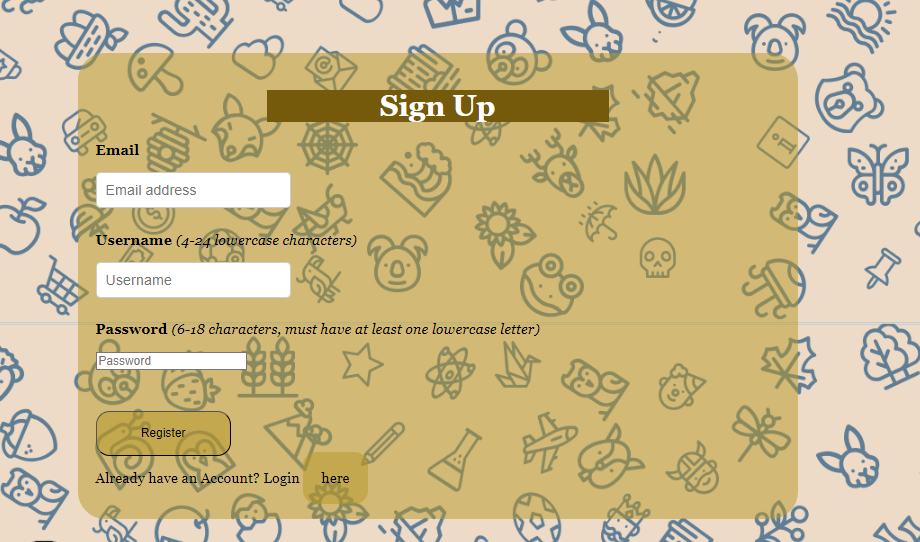 Sign Up
Email
Email address
Username (4-24 lowercase characters)
Username
Password (6-18 characters, must have at least one lowercase letter)
Password
Register
Already have an Account? Login here